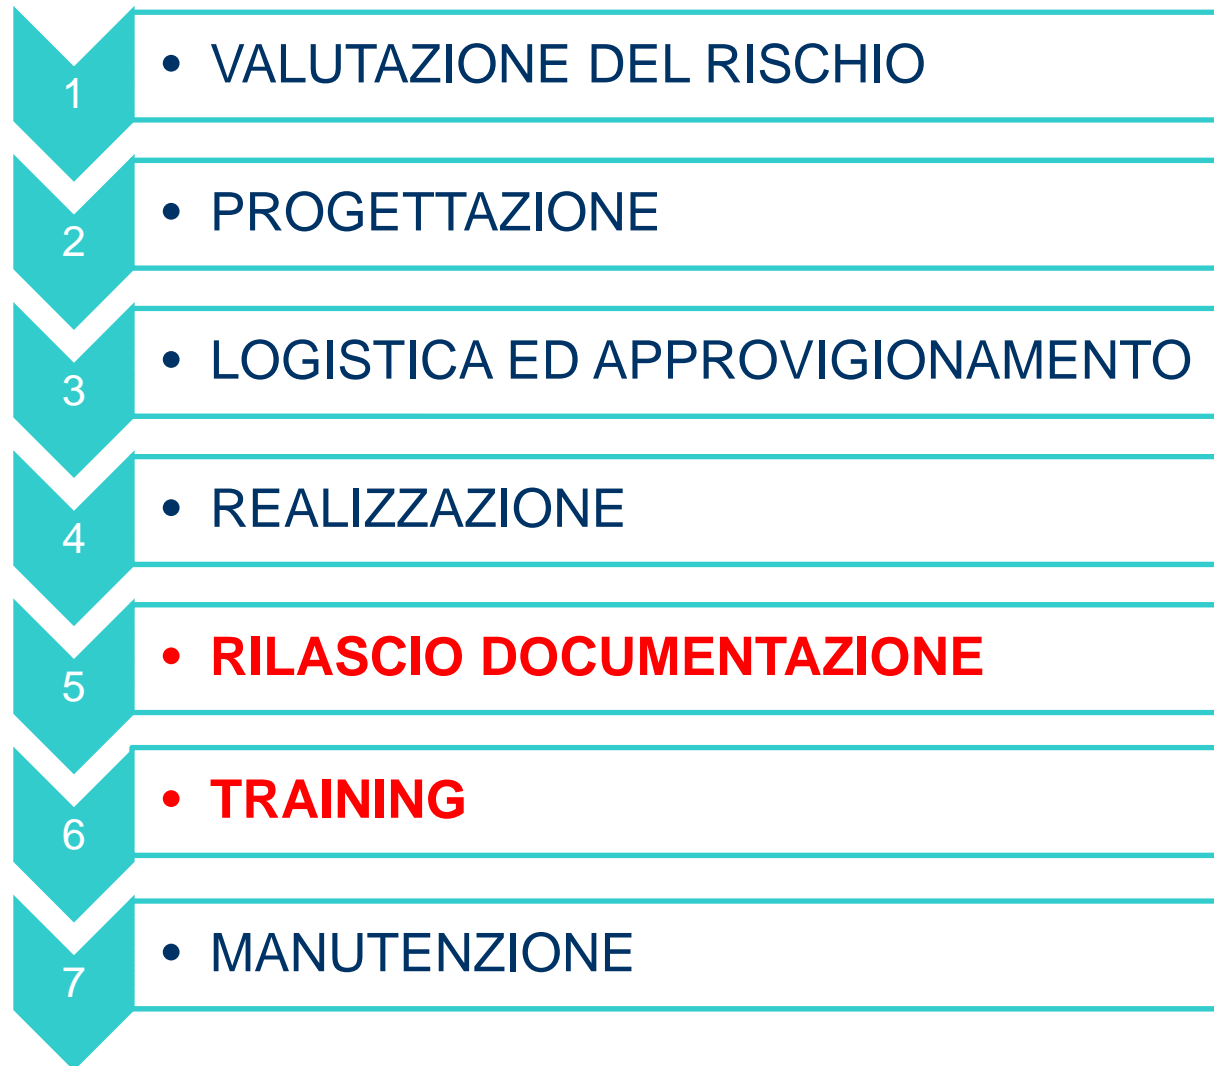 1
• VALUTAZIONE DEL RISCHIO
2
• PROGETTAZIONE
3
• LOGISTICA ED APPROVIGIONAMENTO
4
• REALIZZAZIONE
5
• RILASCIO DOCUMENTAZIONE
6
• TRAINING
7
• MANUTENZIONE